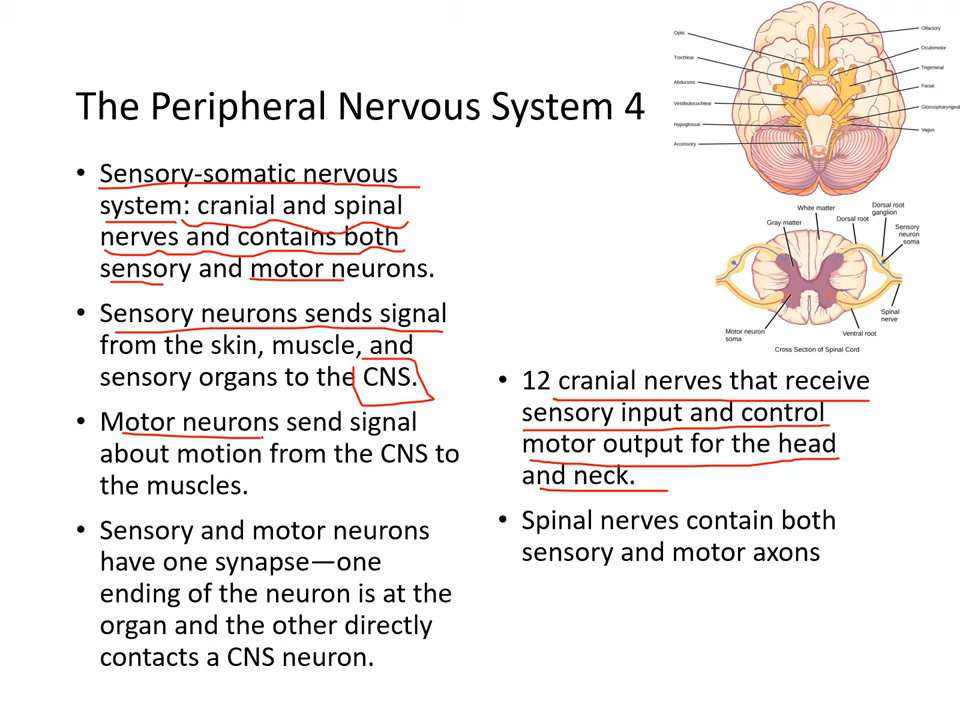 The Peripheral Nervous System 4
• Sensory-somatic nervous
system: cranial and spinal
nerves and contains both
sensory and motor neurons.
• Sensory neurons sends signal
from the skin, muscle, and
sensory organs to the CNS.
• Motor neurons send signal
about motion from the CNS to
the muscles.
• Sensory and motor neurons
have one synapse—one
ending of the neuron is at the
organ and the other directly
contacts a CNS neuron.
Optic
Trochlear
Abducens
Vestibulocochlear
Hypoglossal
Accessory
Olfactory
Oculomotor
Trigeminal
Facial
Glossopharyngeal
Vagus
White matter
Gray matter
Dorsal root
Dorsal root
ganglion
Sensory
neuron
soma
Spinal
nerve
Motor neuron
soma
Ventral root
Cross Section of Spinal Cord
• 12 cranial nerves that receive
sensory input and control
motor output for the head
and neck.
• Spinal nerves contain both
sensory and motor axons